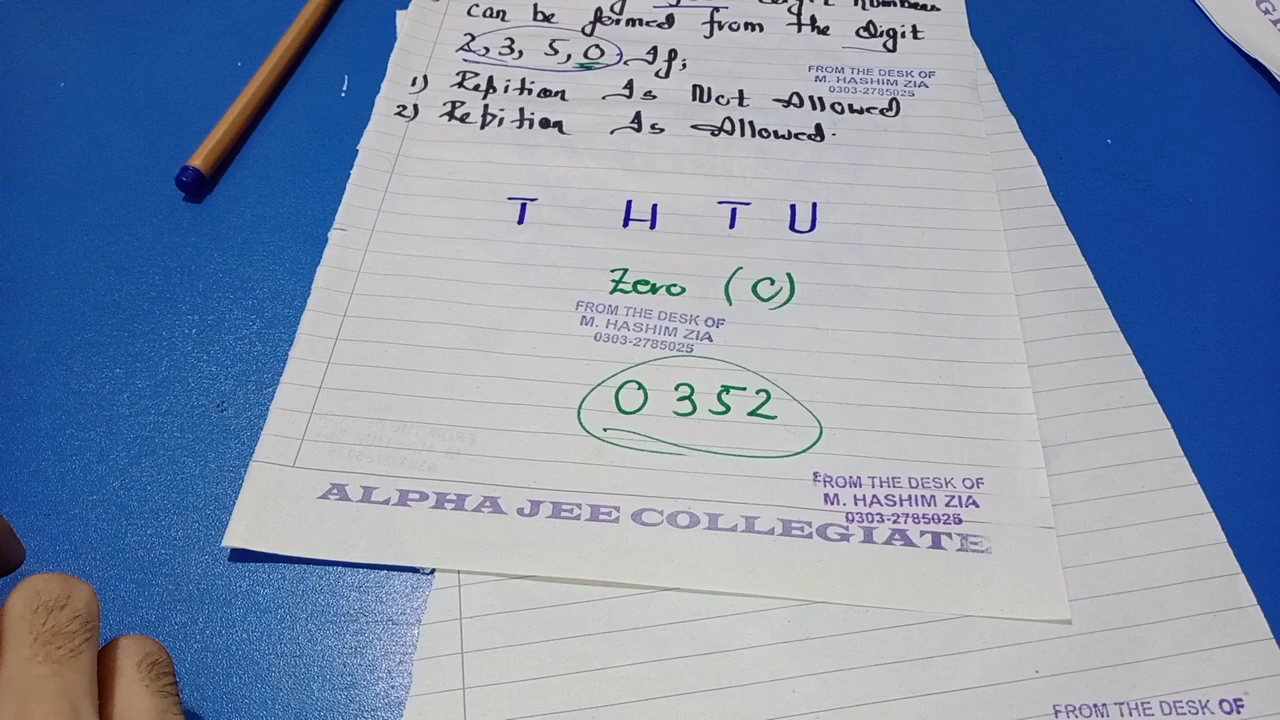 Numbers
can be formed from the digit
2, 3, 5, 0 If;
FROM THE DESK OF
M. HASHIM ZIA
0303-2785025
1) Repition Is Not Allowed
2) Repition Is Allowed.
T H T U
Zero (C)
FROM THE DESK OF
M. HASHIM ZIA
0303-2785025
0 3 5 2
FROM THE DESK OF
M. HASHIM ZIA
0303-2785025
ALPHA JEE COLLEGIATE
FROM THE DESK OF